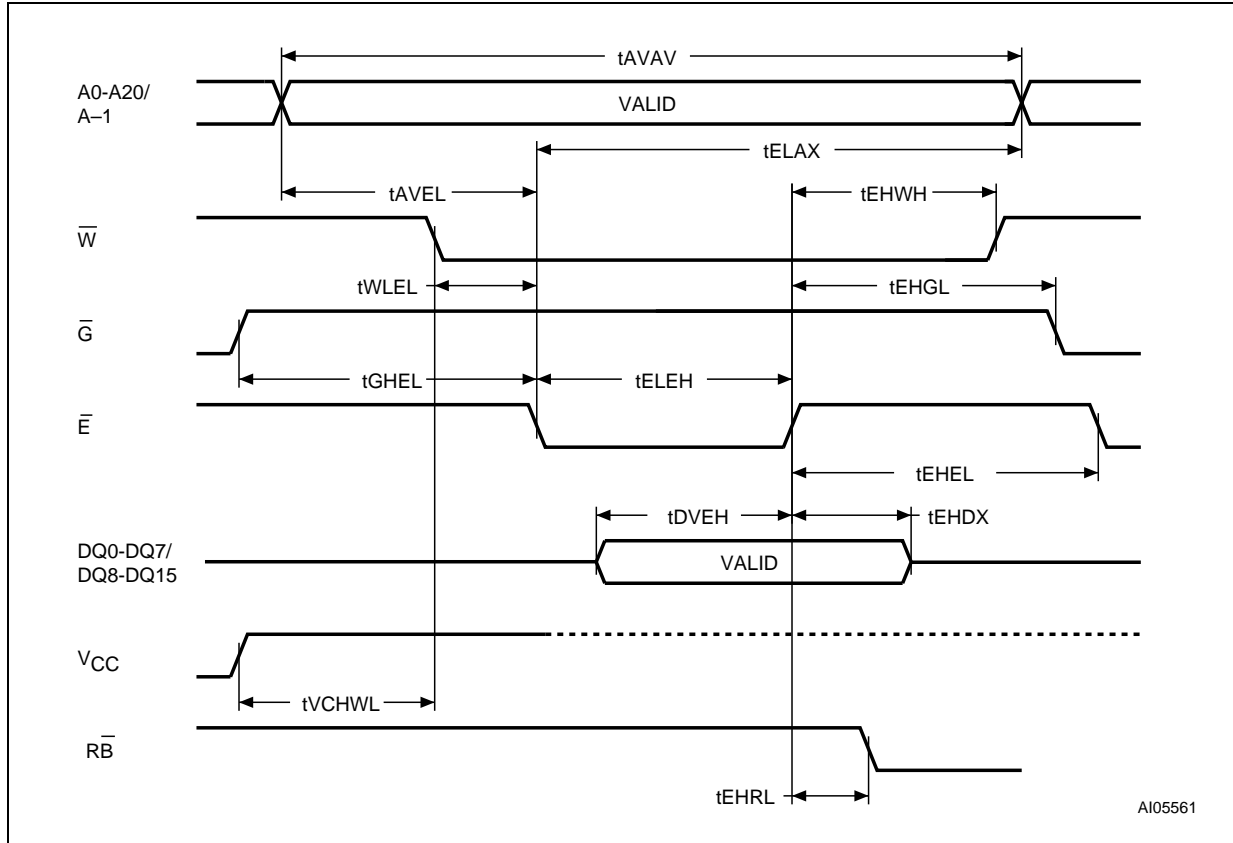 tAVAV
A0-A20/
A–1
VALID
tELAX
tAVEL
tEHWH
W̅
tWLEL
tEHGL
G̅
tGHEL
tELEH
E̅
tEHEL
tDVEH
tEHDX
DQ0-DQ7/
DQ8-DQ15
VALID
VCC
tVCHWL
RB̅
tEHRL
AI05561